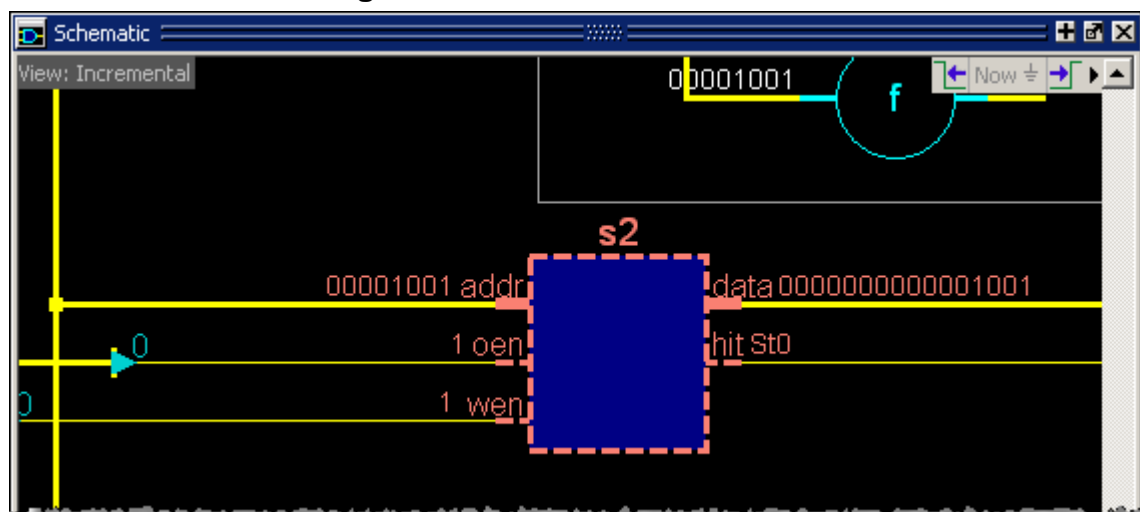 Schematic
View: Incremental
00001001
f
Now
s2
00001001 addr
data 0000000000001001
0
1 oen
hit St0
0
1 wen